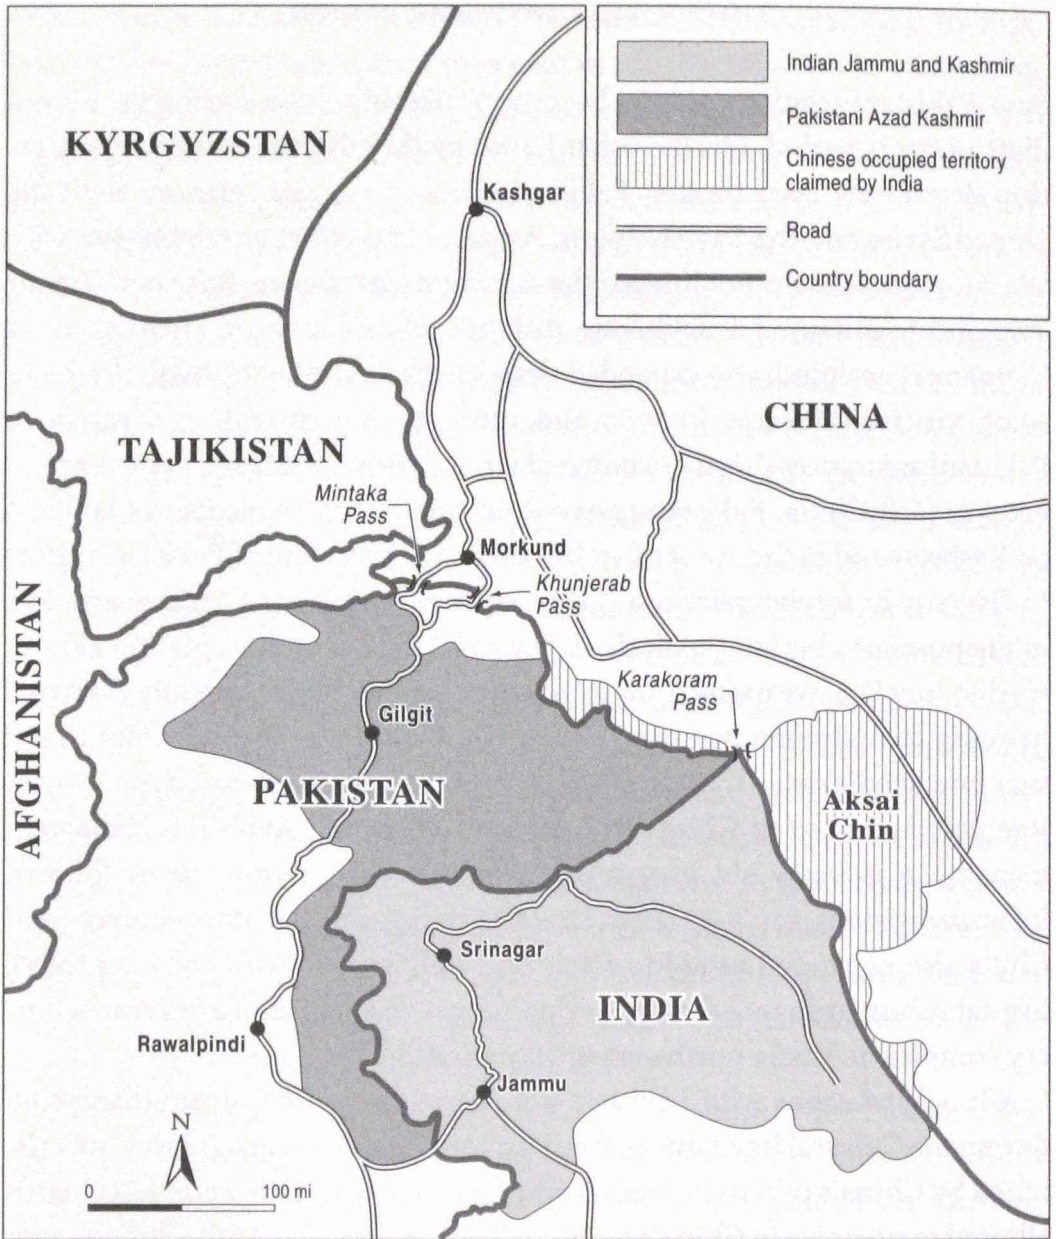 Indian Jammu and Kashmir
Pakistani Azad Kashmir
Chinese occupied territory
claimed by India
Road
Country boundary
KYRGYZSTAN
Kashgar
CHINA
TAJIKISTAN
Mintaka
Pass
Morkund
Khunjerab
Pass
AFGHANISTAN
Karakoram
Pass
Gilgit
PAKISTAN
Aksai
Chin
Srinagar
INDIA
Rawalpindi
Jammu
N
0
100 mi